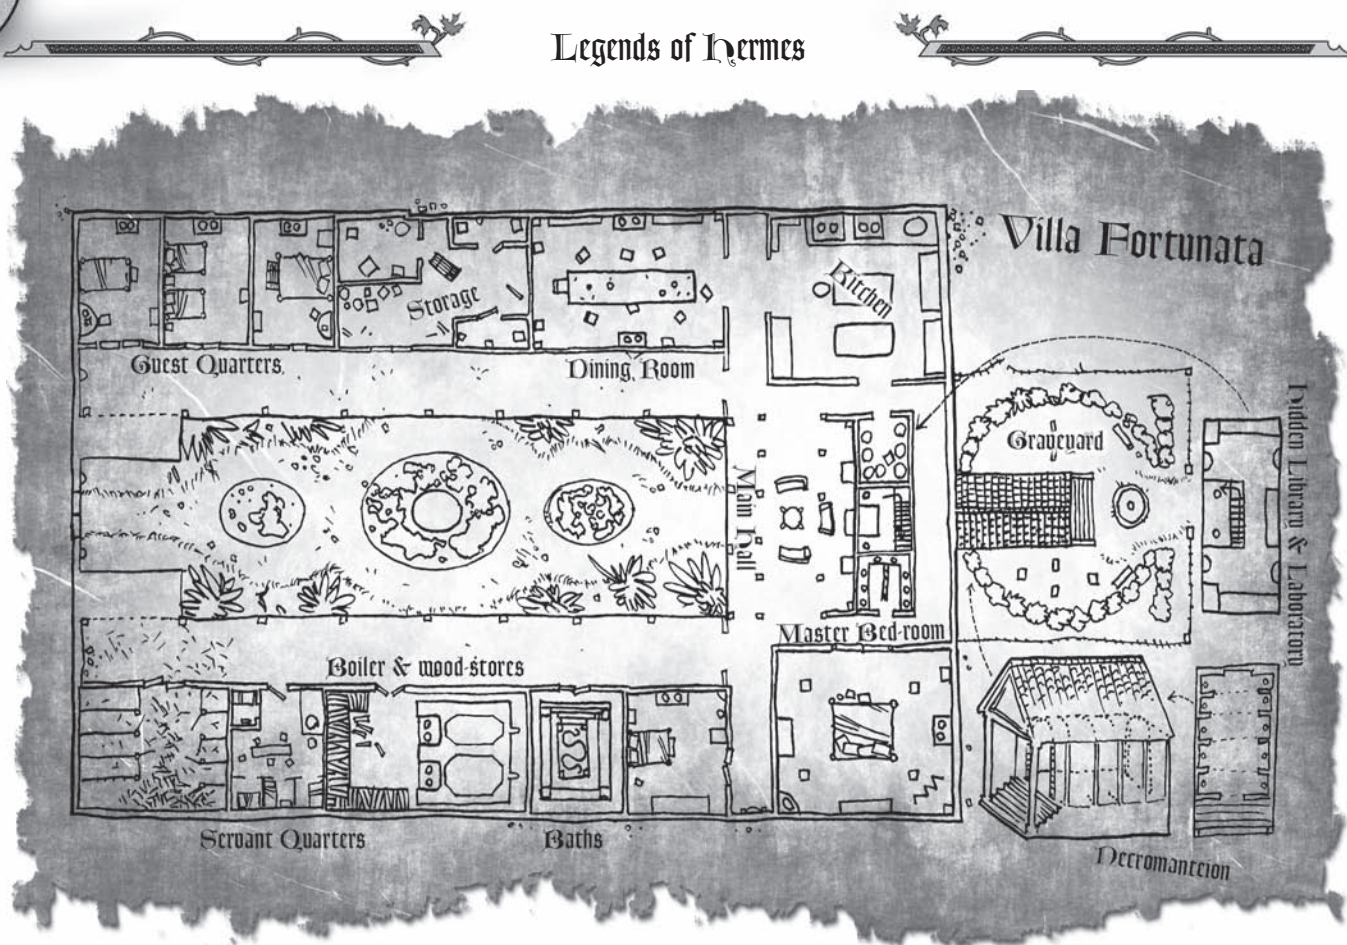 Legends of Hermes
Villa Fortunata
Kitchen
Storage
Guest Quarters
Dining Room
Graveyard
Hidden Library & Laboratory
Main Hall
Master Bed-room
Boiler & wood-stores
Servant Quarters
Baths
Necromanteion